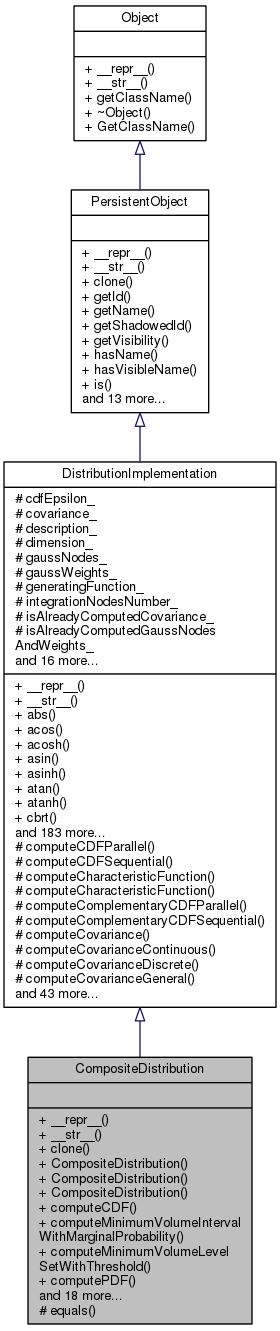 Object
+ __repr__()
+ __str__()
+ getClassName()
+ ~Object()
+ GetClassName()
PersistentObject
+ __repr__()
+ __str__()
+ clone()
+ getId()
+ getName()
+ getShadowedId()
+ getVisibility()
+ hasName()
+ hasVisibleName()
+ is()
and 13 more...
DistributionImplementation
# cdfEpsilon_
# covariance_
# description_
# dimension_
# gaussNodes_
# gaussWeights_
# generatingFunction_
# integrationNodesNumber_
# isAlreadyComputedCovariance_
# isAlreadyComputedGaussNodes
AndWeights_
and 16 more...
+ __repr__()
+ __str__()
+ abs()
+ acos()
+ acosh()
+ asin()
+ asinh()
+ atan()
+ atanh()
+ cbrt()
and 183 more...
# computeCDFParallel()
# computeCDFSequential()
# computeCharacteristicFunction()
# computeCharacteristicFunction()
# computeComplementaryCDFParallel()
# computeComplementaryCDFSequential()
# computeCovariance()
# computeCovarianceContinuous()
# computeCovarianceDiscrete()
# computeCovarianceGeneral()
and 43 more...
CompositeDistribution
+ __repr__()
+ __str__()
+ clone()
+ CompositeDistribution()
+ CompositeDistribution()
+ CompositeDistribution()
+ computeCDF()
+ computeMinimumVolumeInterval
WithMarginalProbability()
+ computeMinimumVolumeLevel
SetWithThreshold()
+ computePDF()
and 18 more...
# equals()